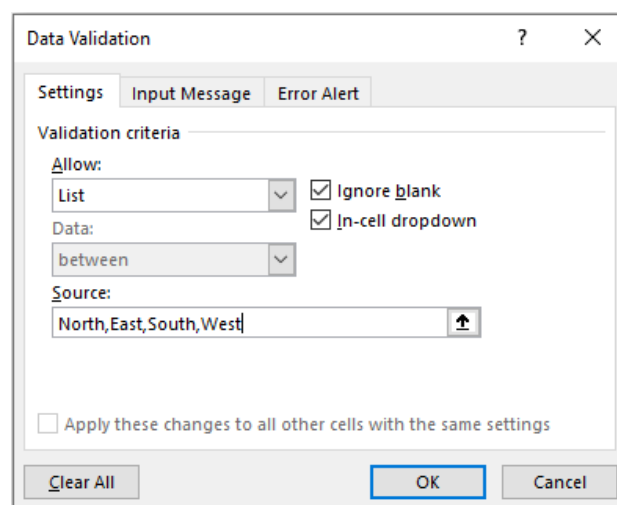 Data Validation ?
Settings Input Message Error Alert
Validation criteria
Allow:
List
Ignore blank
Data:
In-cell dropdown
between
Source:
North,East,South,West
Apply these changes to all other cells with the same settings
Clear All OK Cancel